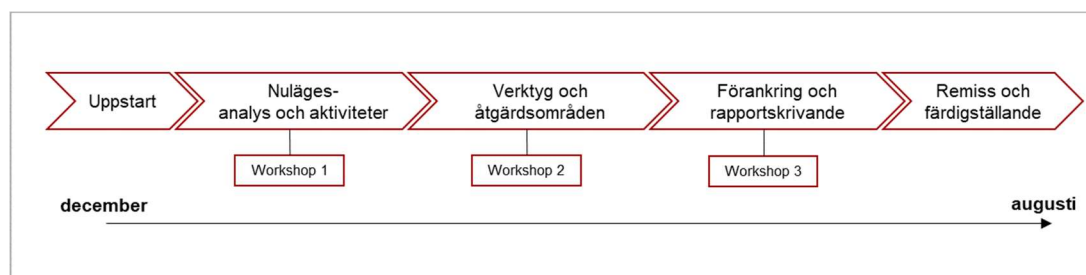 Uppstart
Nuläges-
analys och aktiviteter
Verktyg och
åtgärdsområden
Förankring och
rapportskrivande
Remiss och
färdigställande
Workshop 1
Workshop 2
Workshop 3
december
augusti